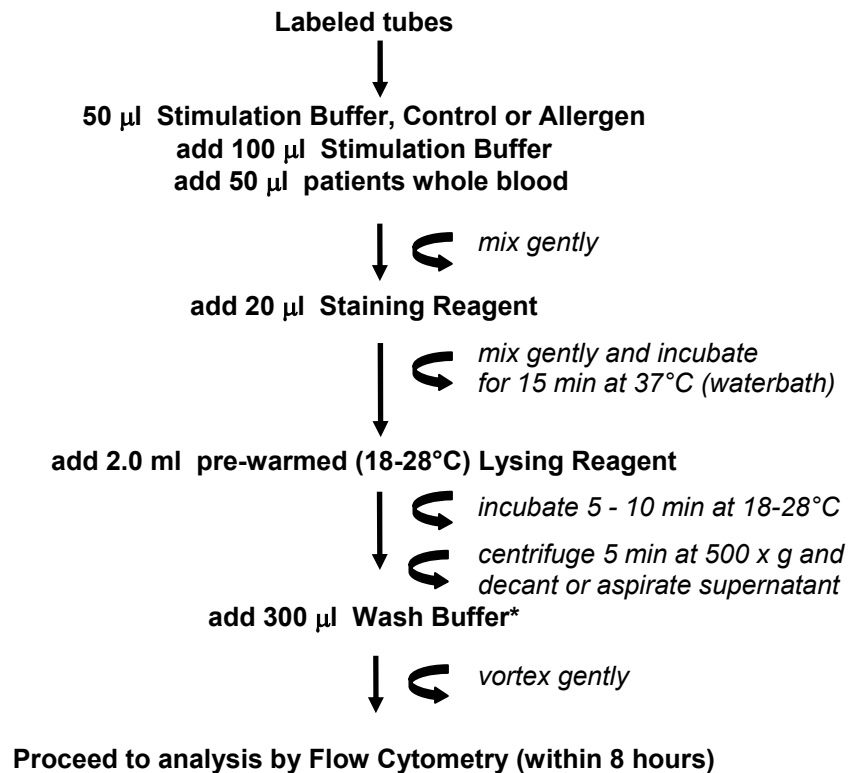 Labeled tubes
50 µl Stimulation Buffer, Control or Allergen
add 100 µl Stimulation Buffer
add 50 µl patients whole blood
mix gently
add 20 µl Staining Reagent
mix gently and incubate
for 15 min at 37°C (waterbath)
add 2.0 ml pre-warmed (18-28°C) Lysing Reagent
incubate 5 - 10 min at 18-28°C
centrifuge 5 min at 500 x g and
decant or aspirate supernatant
add 300 µl Wash Buffer*
vortex gently
Proceed to analysis by Flow Cytometry (within 8 hours)